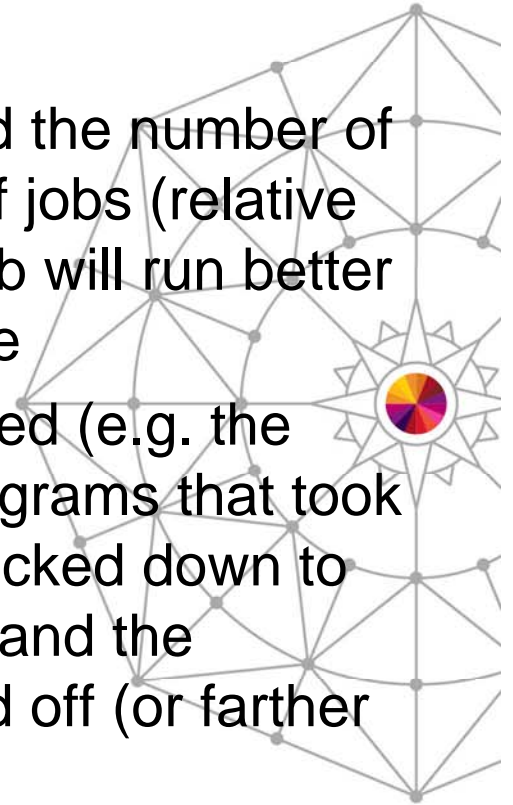 d the number of
f jobs (relative
b will run better
e
ed (e.g. the
grams that took
cked down to
and the
d off (or farther